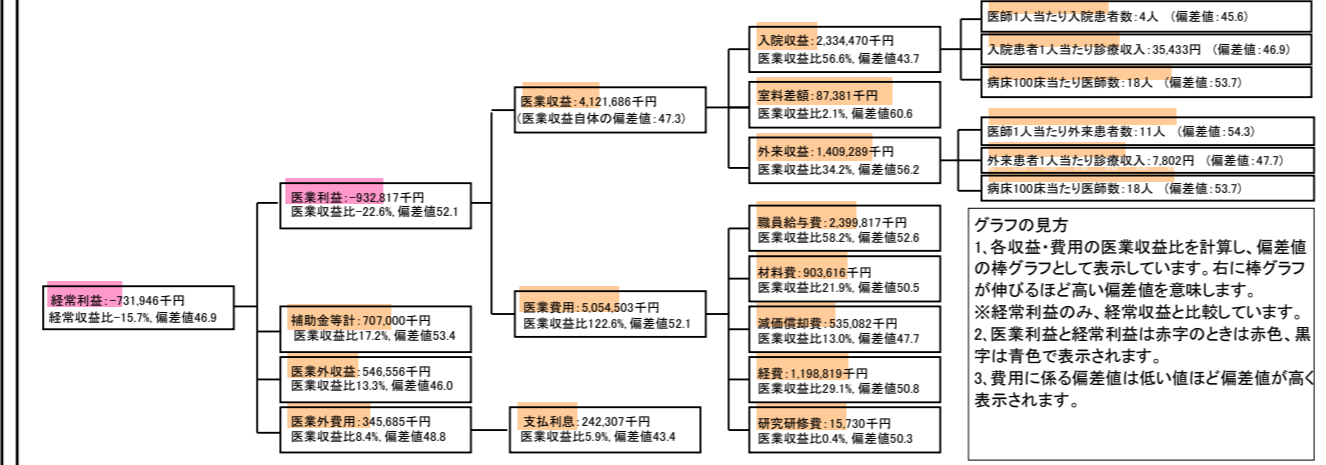 経常利益:-731,946千円
経常収益比-15.7%, 偏差値46.9
医業利益:-932,817千円
医業収益比-22.6%, 偏差値52.1
補助金等計:707,000千円
医業収益比17.2%, 偏差値53.4
医業外収益:546,556千円
医業収益比13.3%, 偏差値46.0
医業外費用:345,685千円
医業収益比8.4%, 偏差値48.8
医業収益:4,121,686千円
(医業収益自体の偏差値:47.3)
医業費用:5,054,503千円
医業収益比122.6%, 偏差値52.1
支払利息:242,307千円
医業収益比5.9%, 偏差値43.4
入院収益:2,334,470千円
医業収益比56.6%, 偏差値43.7
室料差額:87,381千円
医業収益比2.1%, 偏差値60.6
外来収益:1,409,289千円
医業収益比34.2%, 偏差値56.2
職員給与費:2,399,817千円
医業収益比58.2%, 偏差値52.6
材料費:903,616千円
医業収益比21.9%, 偏差値50.5
減価償却費:535,082千円
医業収益比13.0%, 偏差値47.7
経費:1,198,819千円
医業収益比29.1%, 偏差値50.8
研究研修費:15,730千円
医業収益比0.4%, 偏差値50.3
医師1人当たり入院患者数:4人 (偏差値:45.6)
入院患者1人当たり診療収入:35,433円 (偏差値:46.9)
病床100床当たり医師数:18人 (偏差値:53.7)
医師1人当たり外来患者数:11人 (偏差値:54.3)
外来患者1人当たり診療収入:7,802円 (偏差値:47.7)
病床100床当たり医師数:18人 (偏差値:53.7)
グラフの見方
1、各収益・費用の医業収益比を計算し、偏差値
の棒グラフとして表示しています。右に棒グラフ
が伸びるほど高い偏差値を意味します。
※経常利益のみ、経常収益と比較しています。
2、医業利益と経常利益は赤字のときは赤色、黒
字は青色で表示されます。
3、費用に係る偏差値は低い値ほど偏差値が高く
表示されます。